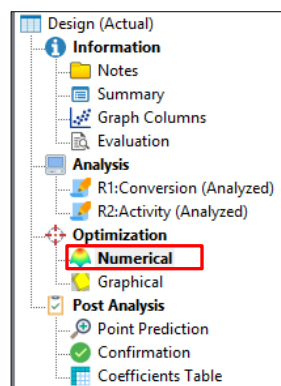 Design (Actual)
Information
Notes
Summary
Graph Columns
Evaluation
Analysis
R1:Conversion (Analyzed)
R2:Activity (Analyzed)
Optimization
Numerical
Graphical
Post Analysis
Point Prediction
Confirmation
Coefficients Table